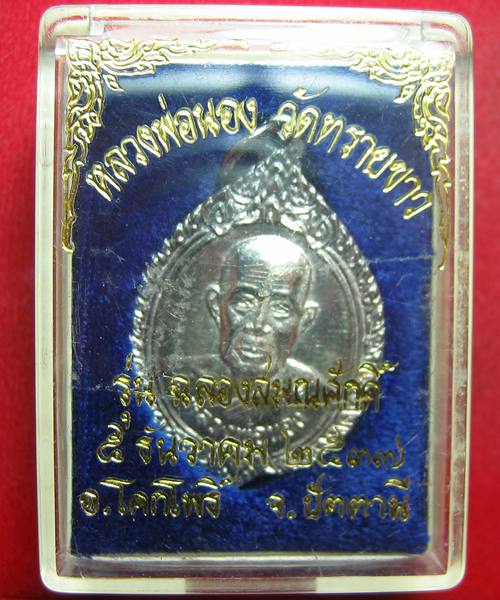 หลวงพ่อนอง วัดทรายขาว
รุ่น ฉลองสมณศักดิ์
๕ ธันวาคม ๒๕๓๗
อ.โคกโพธิ์ จ.ปัตตานี